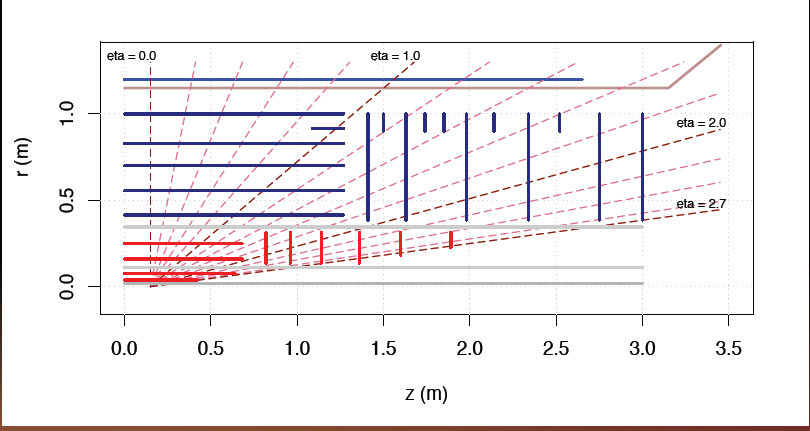 eta = 0.0
eta = 1.0
eta = 2.0
eta = 2.7
r (m)
1.0
0.5
0.0
0.0 0.5 1.0 1.5 2.0 2.5 3.0 3.5
z (m)